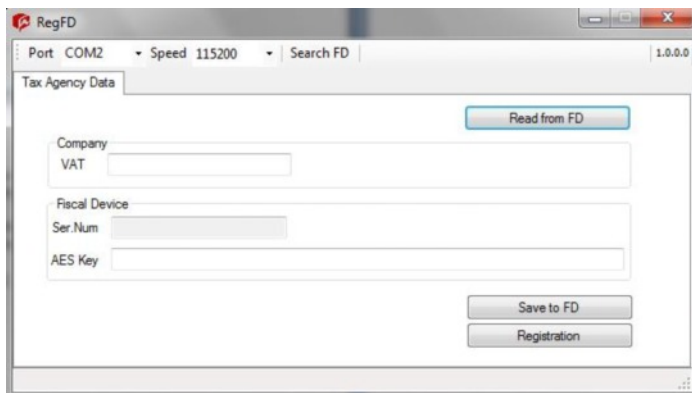 RegFD
Port COM2 Speed 115200 Search FD 1.0.0.0
Tax Agency Data
Read from FD
Company
VAT
Fiscal Device
Ser.Num
AES Key
Save to FD
Registration